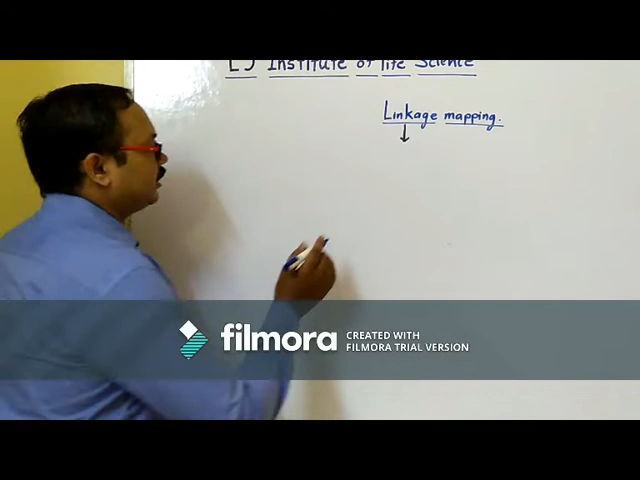 Institute of life Science
Linkage mapping.
filmora
CREATED WITH
FILMORA TRIAL VERSION